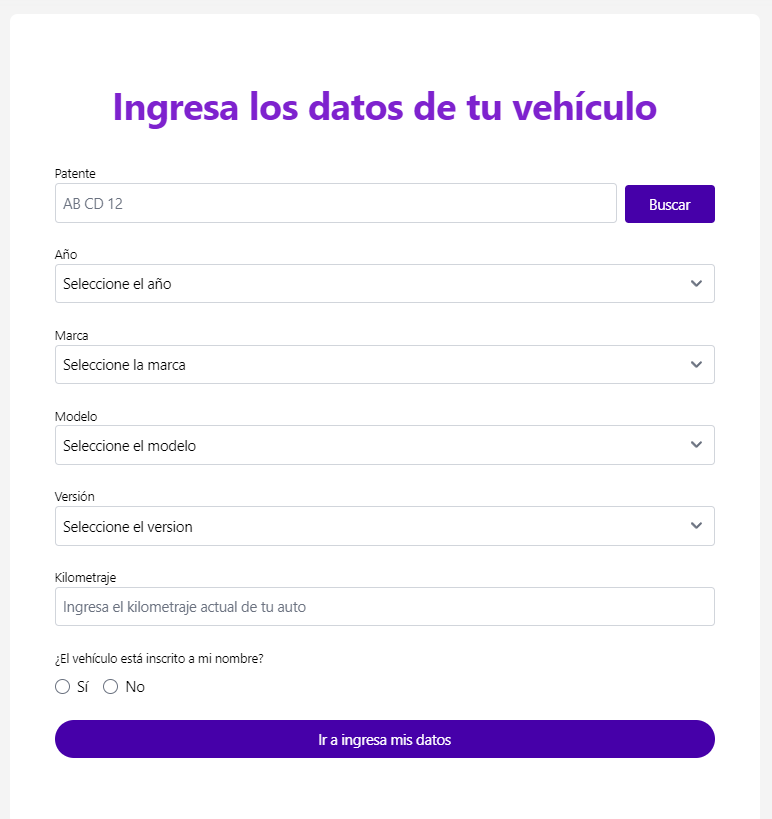 Ingresa los datos de tu vehículo
Patente
AB CD 12
Buscar
Año
Seleccione el año
Marca
Seleccione la marca
Modelo
Seleccione el modelo
Versión
Seleccione el version
Kilometraje
Ingresa el kilometraje actual de tu auto
¿El vehículo está inscrito a mi nombre?
Sí No
Ir a ingresa mis datos